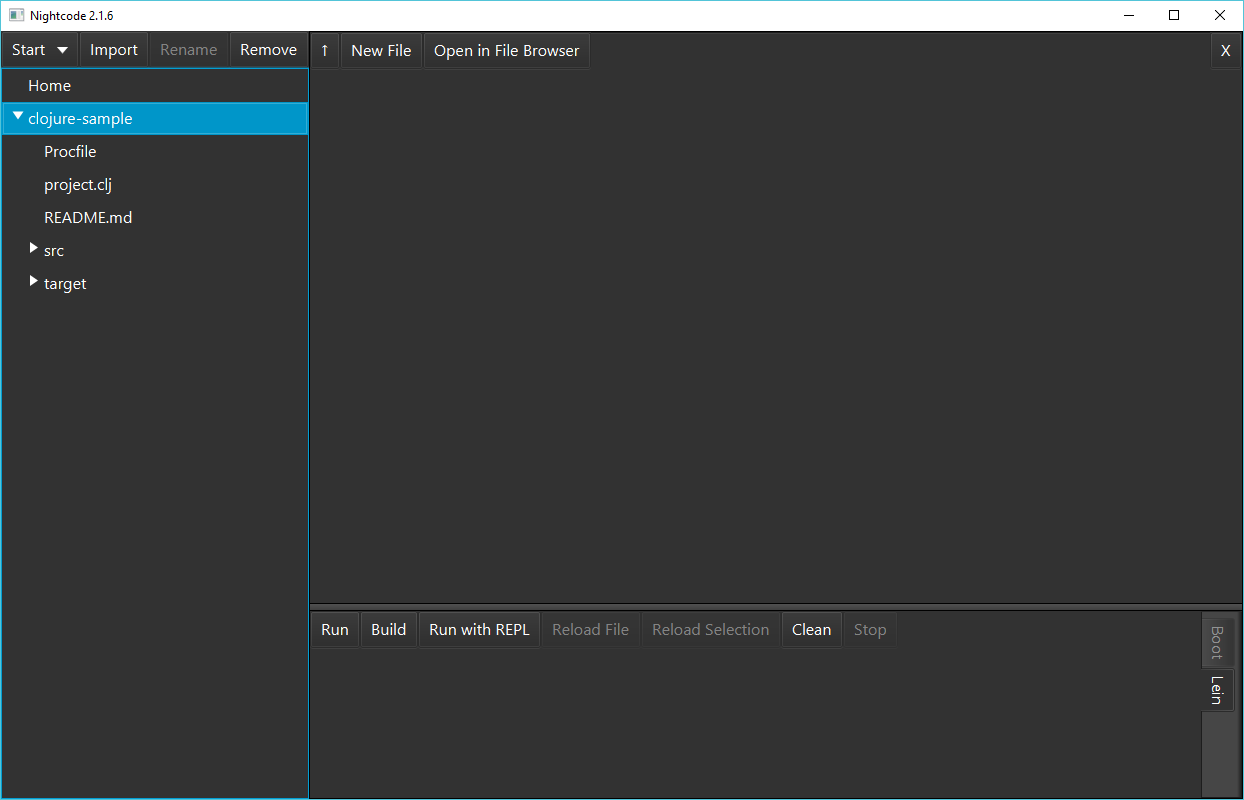 Nightcode 2.1.6
Start Import Rename Remove ↑ New File Open in File Browser X
Home
clojure-sample
Procfile
project.clj
README.md
src
target
Run Build Run with REPL Reload File Reload Selection Clean Stop
Boot
Lein